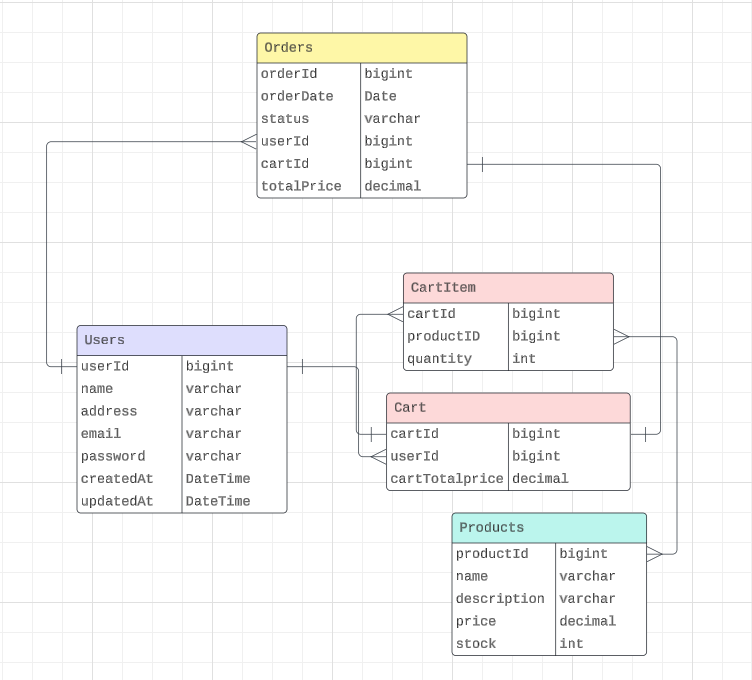 Orders
orderId bigint
orderDate Date
status varchar
userId bigint
cartId bigint
totalPrice decimal
CartItem
cartId bigint
productID bigint
quantity int
Users
userId bigint
name varchar
address varchar
email varchar
password varchar
createdAt DateTime
updatedAt DateTime
Cart
cartId bigint
userId bigint
cartTotalprice decimal
Products
productId bigint
name varchar
description varchar
price decimal
stock int